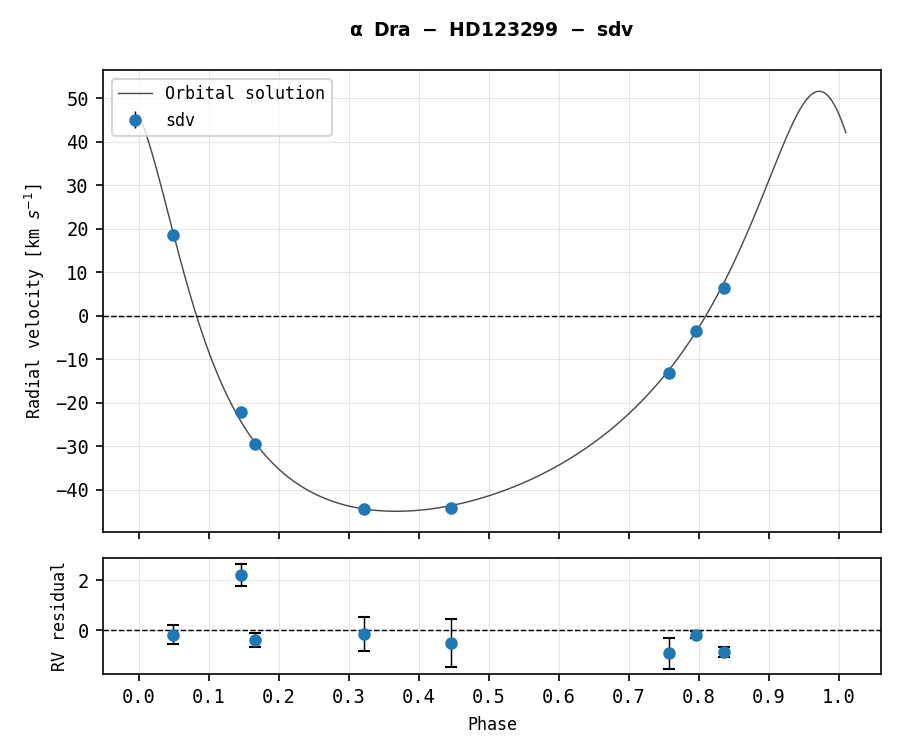 α Dra − HD123299 − sdv
Orbital solution
sdv
Radial velocity [km s⁻¹]
50
40
30
20
10
0
−10
−20
−30
−40
RV residual
2
0
0.0 0.1 0.2 0.3 0.4 0.5 0.6 0.7 0.8 0.9 1.0
Phase